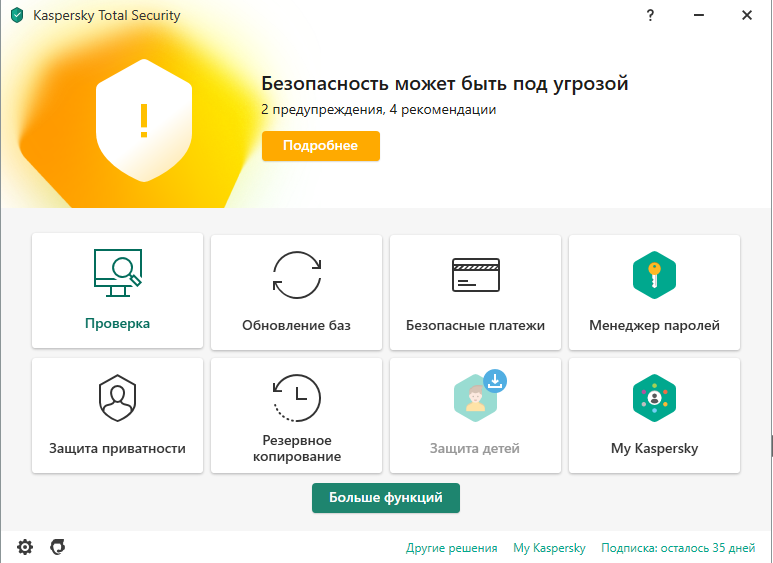 Kaspersky Total Security
?
Безопасность может быть под угрозой
2 предупреждения, 4 рекомендации
Подробнее
Проверка
Обновление баз
Безопасные платежи
Менеджер паролей
Защита приватности
Резервное
копирование
Защита детей
My Kaspersky
Больше функций
Другие решения My Kaspersky Подписка: осталось 35 дней